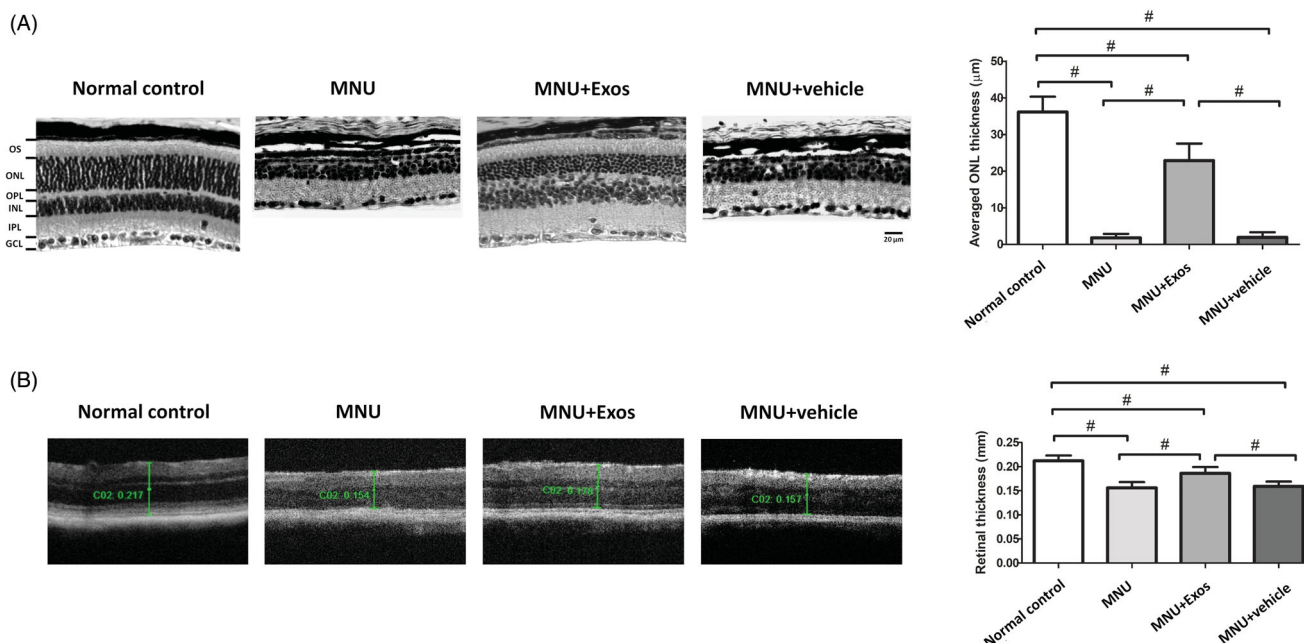 (A)
Normal control
MNU
MNU+Exos
MNU+vehicle
OS
ONL
OPL
INL
IPL
GCL
20 μm
#
#
#
#
#
Averaged ONL thickness (μm)
50
40
30
20
10
0
Normal control
MNU
MNU+Exos
MNU+vehicle
(B)
Normal control
MNU
MNU+Exos
MNU+vehicle
C02: 0.217
C02: 0.154
C02:
C02: 0.157
#
#
#
#
#
Retinal thickness (mm)
0.25
0.20
0.15
0.10
0.05
0.00
Normal control
MNU
MNU+Exos
MNU+vehicle